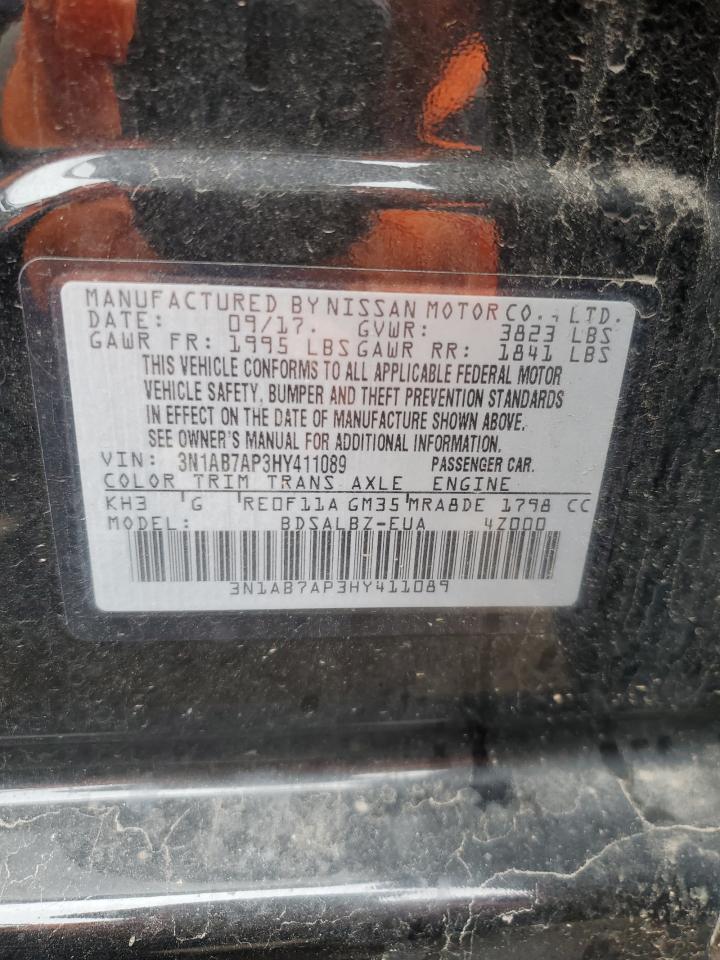 MANUFACTURED BY NISSAN MOTOR CO., LTD.
DATE: 09/17. GVWR: 3823 LBS
GAWR FR: 1995 LBS GAWR RR: 1841 LBS
THIS VEHICLE CONFORMS TO ALL APPLICABLE FEDERAL MOTOR
VEHICLE SAFETY, BUMPER AND THEFT PREVENTION STANDARDS
IN EFFECT ON THE DATE OF MANUFACTURE SHOWN ABOVE.
SEE OWNER'S MANUAL FOR ADDITIONAL INFORMATION.
VIN: 3N1AB7AP3HY411089 PASSENGER CAR.
COLOR TRIM TRANS AXLE ENGINE
KH3 G RE0F11A GM35 MRA8DE 1798 CC
MODEL: BDSALBZ-EUA 4Z000
3N1AB7AP3HY411089